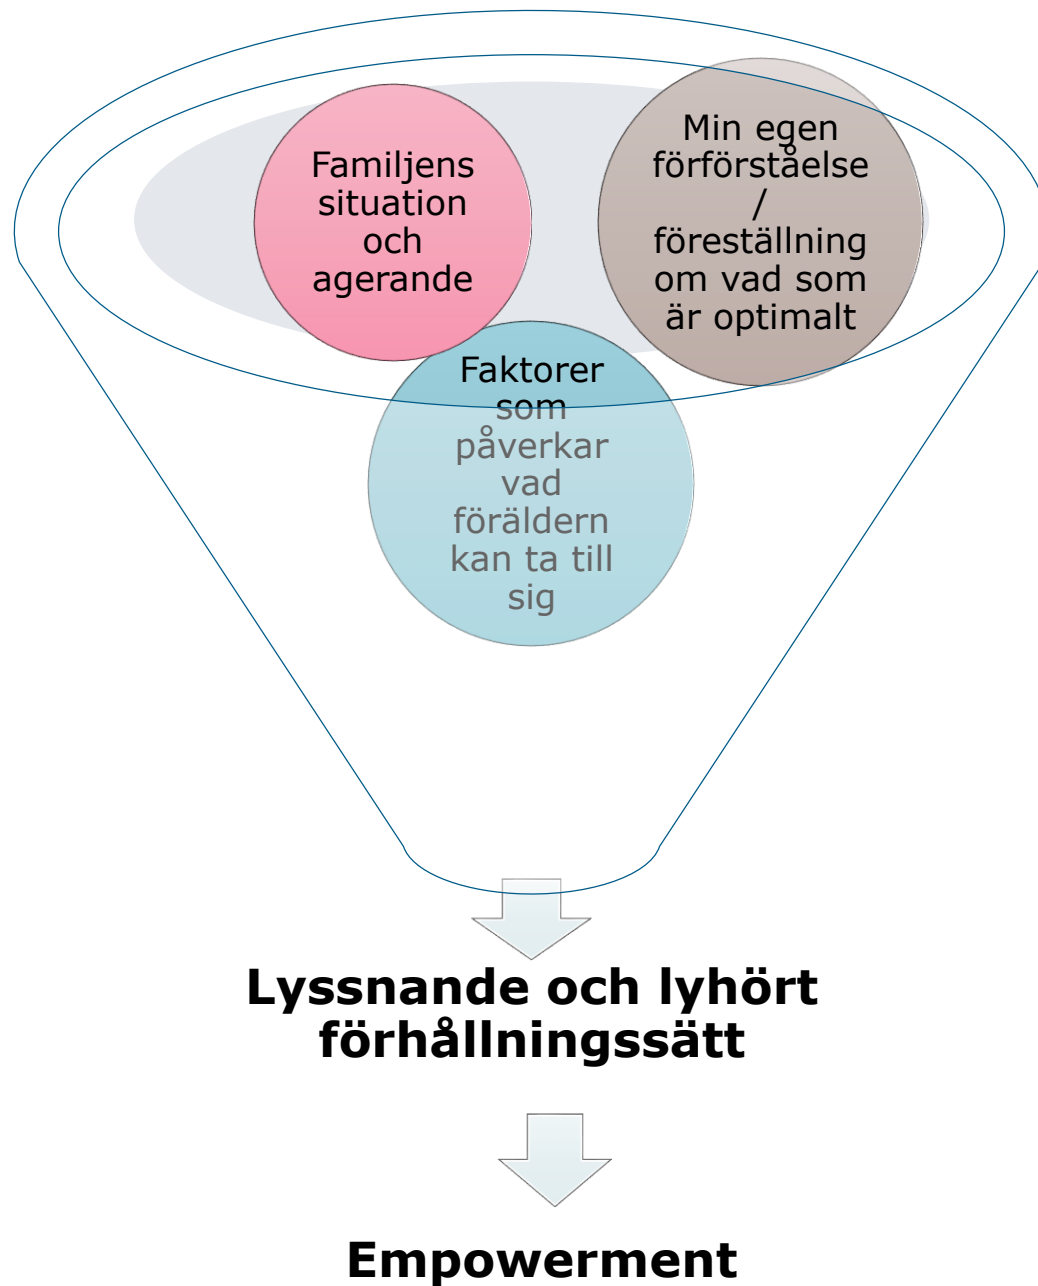 Familjens
situation
och
agerande
Min egen
förförståelse
/
föreställning
om vad som
är optimalt
Faktorer
som
påverkar
vad
föräldern
kan ta till
sig
Lyssnande och lyhört
förhållningssätt
Empowerment